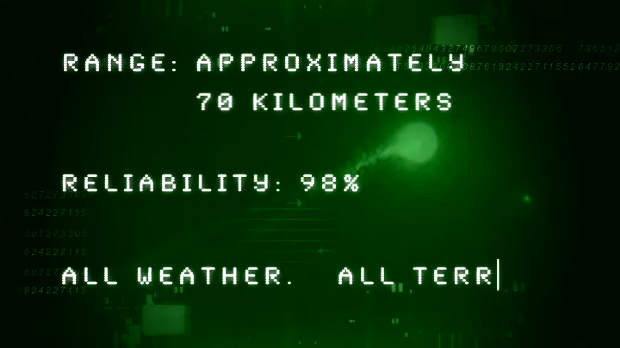 RANGE: APPROXIMATELY
70 KILOMETERS
RELIABILITY: 98%
ALL WEATHER. ALL TERR